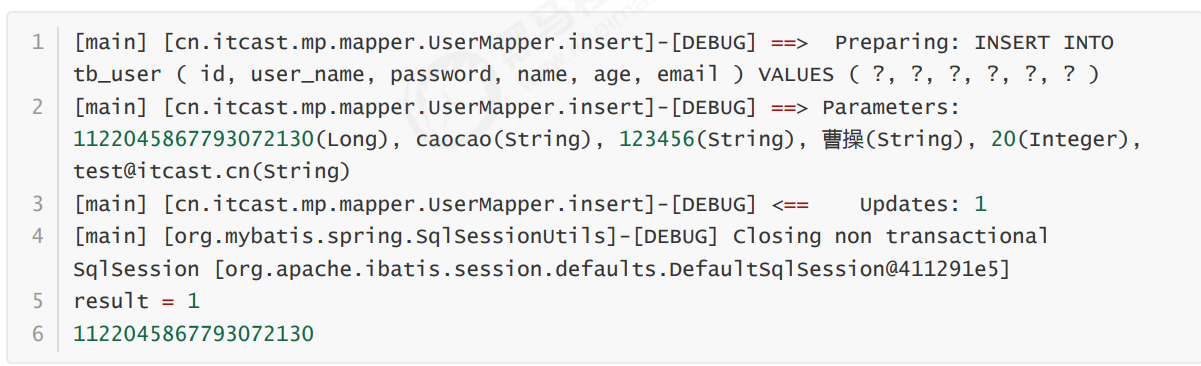 1 [main] [cn.itcast.mp.mapper.UserMapper.insert]-[DEBUG] ==>  Preparing: INSERT INTO
tb_user ( id, user_name, password, name, age, email ) VALUES ( ?, ?, ?, ?, ?, ? )
2 [main] [cn.itcast.mp.mapper.UserMapper.insert]-[DEBUG] ==> Parameters:
1122045867793072130(Long), caocao(String), 123456(String), 曹操(String), 20(Integer),
test@itcast.cn(String)
3 [main] [cn.itcast.mp.mapper.UserMapper.insert]-[DEBUG] <==    Updates: 1
4 [main] [org.mybatis.spring.SqlSessionUtils]-[DEBUG] Closing non transactional
SqlSession [org.apache.ibatis.session.defaults.DefaultSqlSession@411291e5]
5 result = 1
6 1122045867793072130